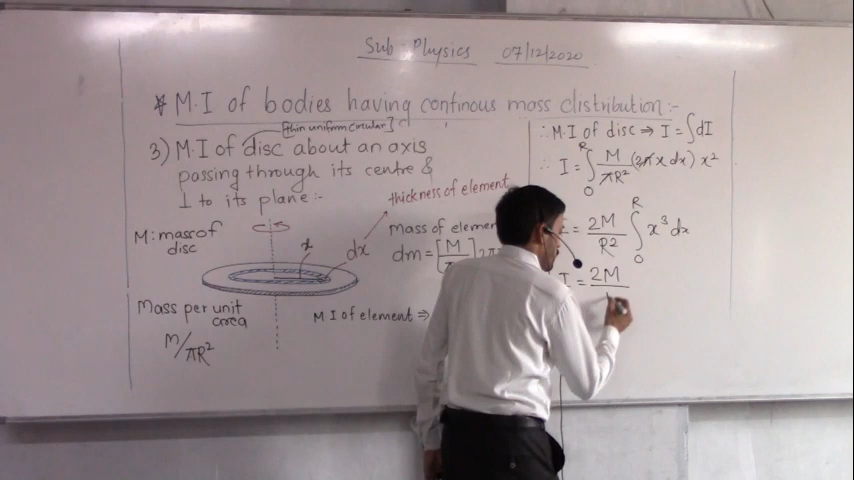 Sub - Physics 07/12/2020
* M.I of bodies having continous mass distribution:-
[thin uniform circular]
3) M.I of disc about an axis
passing through its centre &
⊥ to its plane:-
M: mass of
disc
x
dx
Mass per unit
area
M/πR²
thickness of element
Mass of
dm = [M
M.I of element ⇒
∴ M.I of disc ⇒ I = ∫dI
∴ I = ∫₀ᴿ M/πR² (2πx dx) x²
= 2M/R² ∫₀ᴿ x³ dx
I = 2M